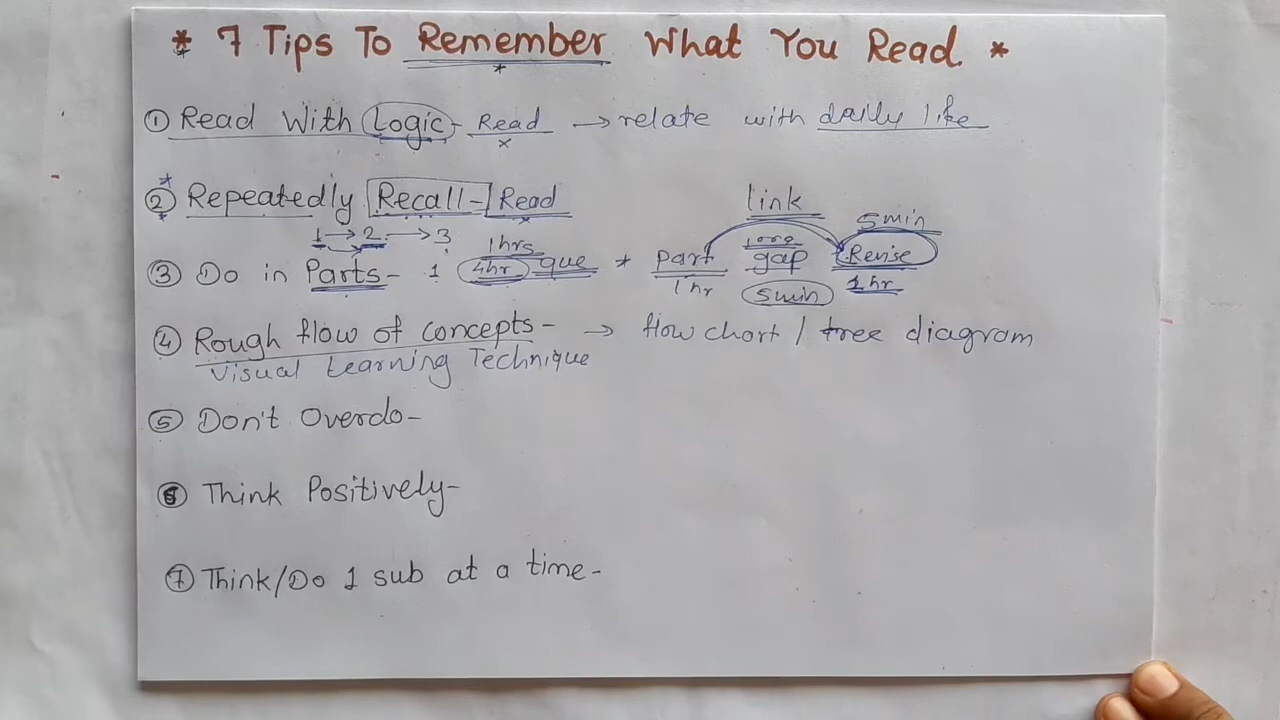 * 7 Tips To Remember What You Read *
① Read With Logic - Read → relate with daily like
② Repeatedly Recall - Read
link
5min
1 → 2 → 3
1hrs
long
③ Do in Parts - 1 4hr que * part gap Revise
1hr 5min 1hr
④ Rough flow of concepts - → flow chart / tree diagram
Visual Learning Technique
⑤ Don't Overdo -
⑥ Think Positively -
⑦ Think/Do 1 sub at a time -